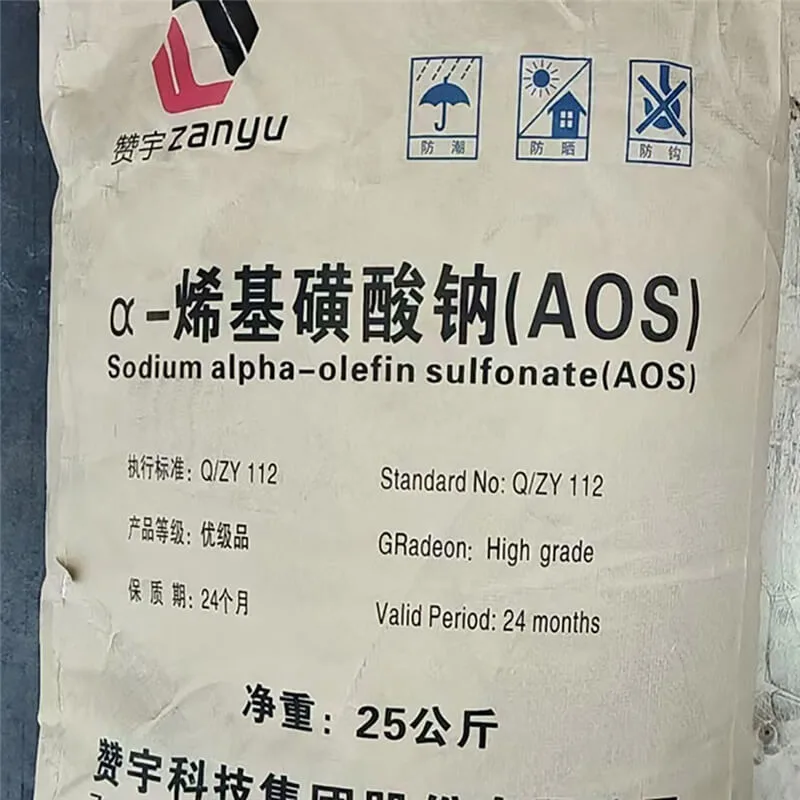 赞宇zanyu
防潮 防晒 防钩
α-烯基磺酸钠(AOS)
Sodium alpha-olefin sulfonate(AOS)
执行标准: Q/ZY 112 Standard No: Q/ZY 112
产品等级: 优级品 GRadeon: High grade
保质期: 24个月 Valid Period: 24 months
净重: 25公斤
赞宇科技集团股份